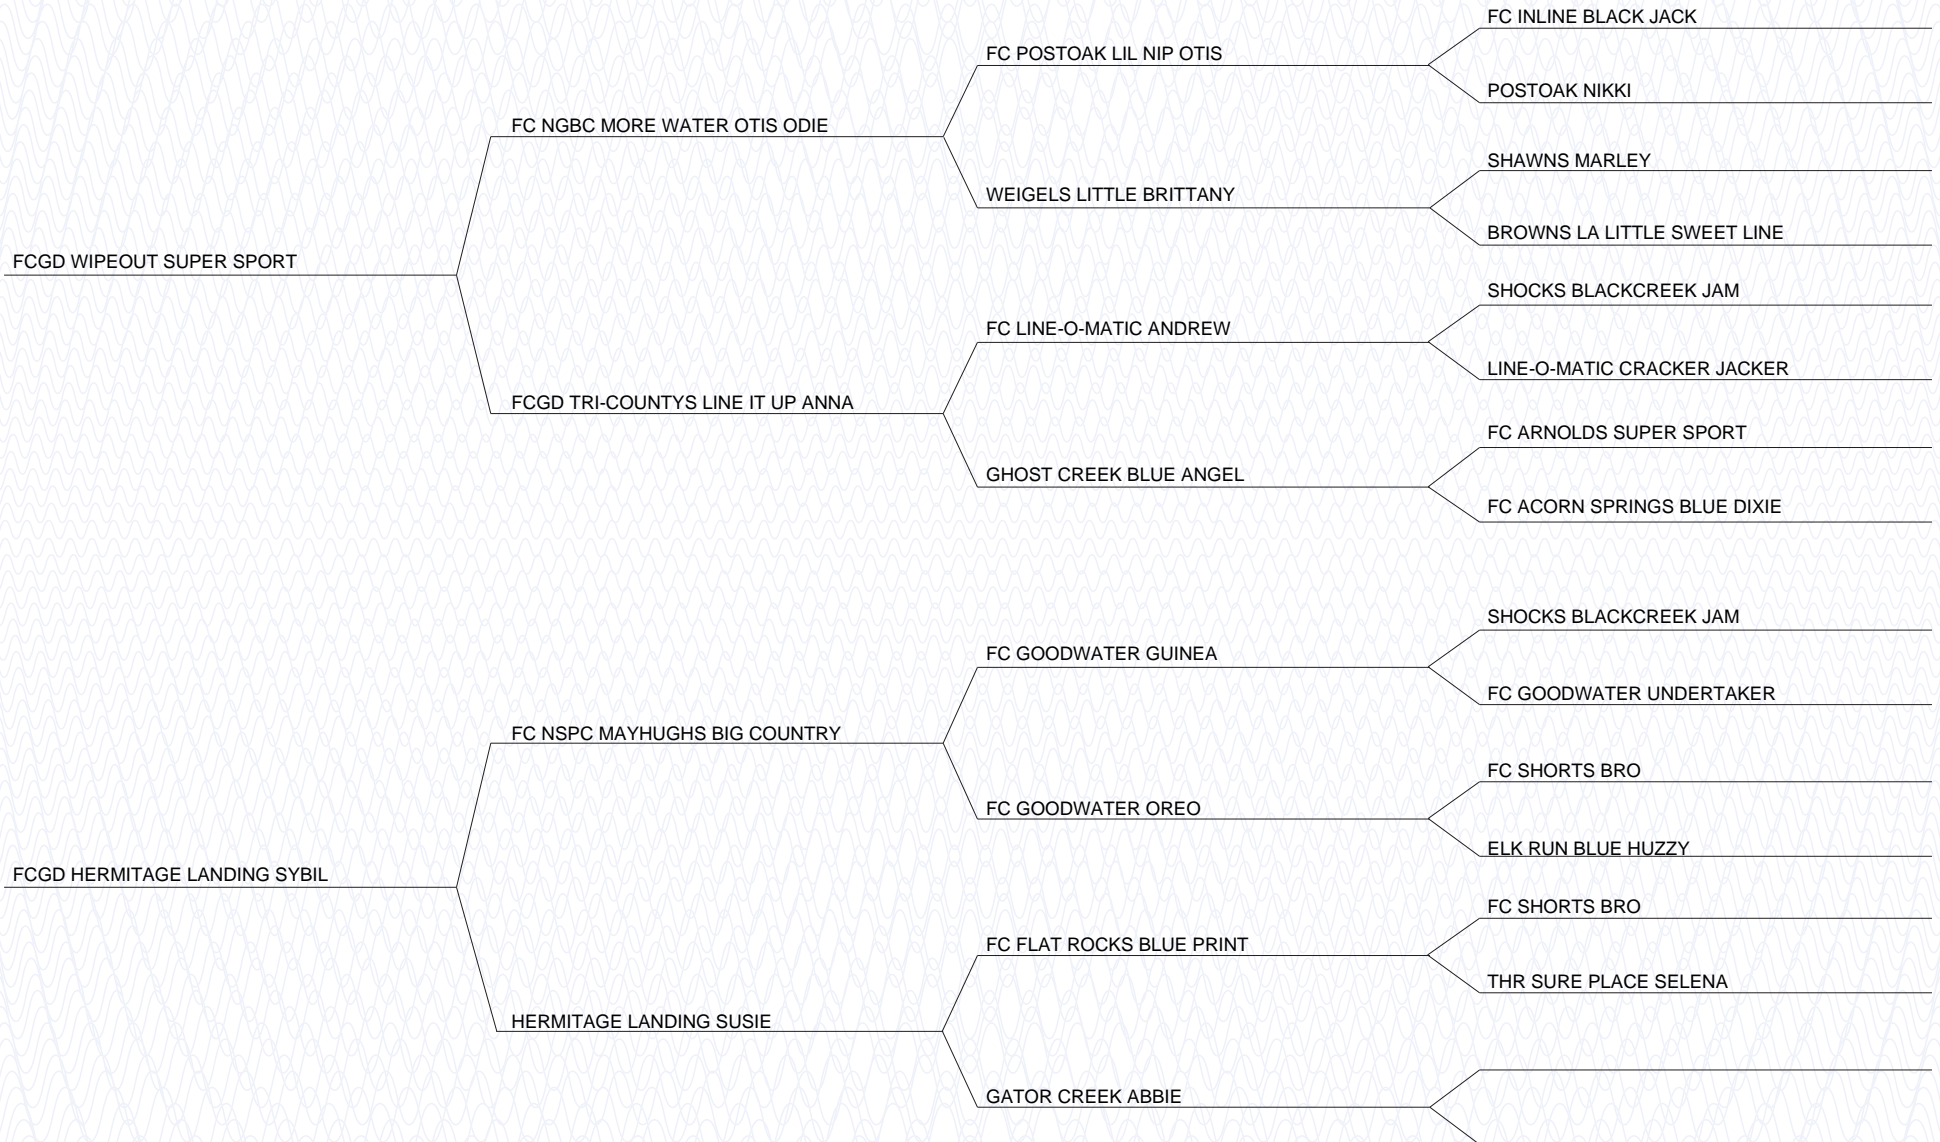 FC INLINE BLACK JACK
FC POSTOAK LIL NIP OTIS
POSTOAK NIKKI
FC NGBC MORE WATER OTIS ODIE
SHAWNS MARLEY
WEIGELS LITTLE BRITTANY
BROWNS LA LITTLE SWEET LINE
FCGD WIPEOUT SUPER SPORT
SHOCKS BLACKCREEK JAM
FC LINE-O-MATIC ANDREW
LINE-O-MATIC CRACKER JACKER
FCGD TRI-COUNTYS LINE IT UP ANNA
FC ARNOLDS SUPER SPORT
GHOST CREEK BLUE ANGEL
FC ACORN SPRINGS BLUE DIXIE
SHOCKS BLACKCREEK JAM
FC GOODWATER GUINEA
FC GOODWATER UNDERTAKER
FC NSPC MAYHUGHS BIG COUNTRY
FC SHORTS BRO
FC GOODWATER OREO
ELK RUN BLUE HUZZY
FCGD HERMITAGE LANDING SYBIL
FC SHORTS BRO
FC FLAT ROCKS BLUE PRINT
THR SURE PLACE SELENA
HERMITAGE LANDING SUSIE
GATOR CREEK ABBIE